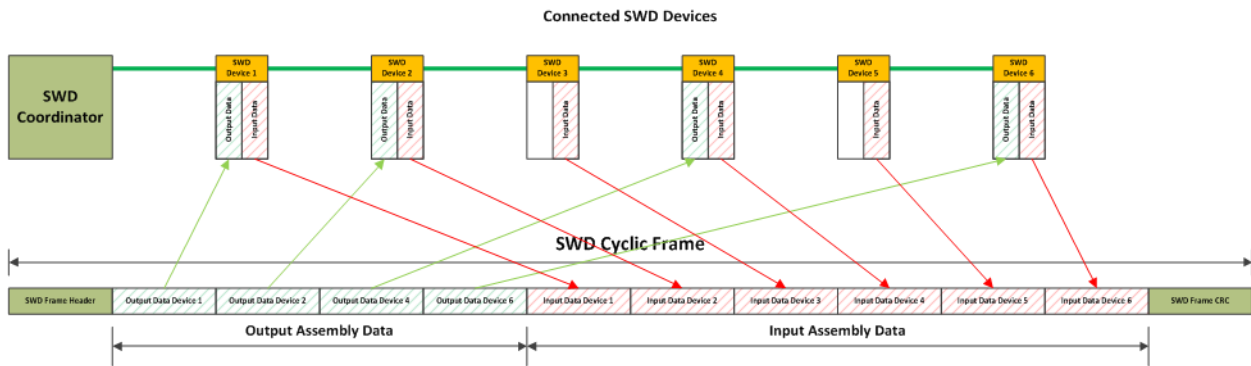 Connected SWD Devices
SWD
Coordinator
SWD
Device 1
SWD
Device 2
SWD
Device 3
SWD
Device 4
SWD
Device 5
SWD
Device 6
Output Data
Input Data
Output Data
Input Data
Input Data
Output Data
Input Data
Input Data
Output Data
Input Data
SWD Cyclic Frame
SWD Frame Header
Output Data Device 1
Output Data Device 2
Output Data Device 4
Output Data Device 6
Input Data Device 1
Input Data Device 2
Input Data Device 3
Input Data Device 4
Input Data Device 5
Input Data Device 6
SWD Frame CRC
Output Assembly Data
Input Assembly Data